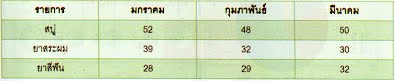 รายการ มกราคม กุมภาพันธ์ มีนาคม
สบู่ 52 48 50
ยาสระผม 39 32 30
ยาสีฟัน 28 29 32